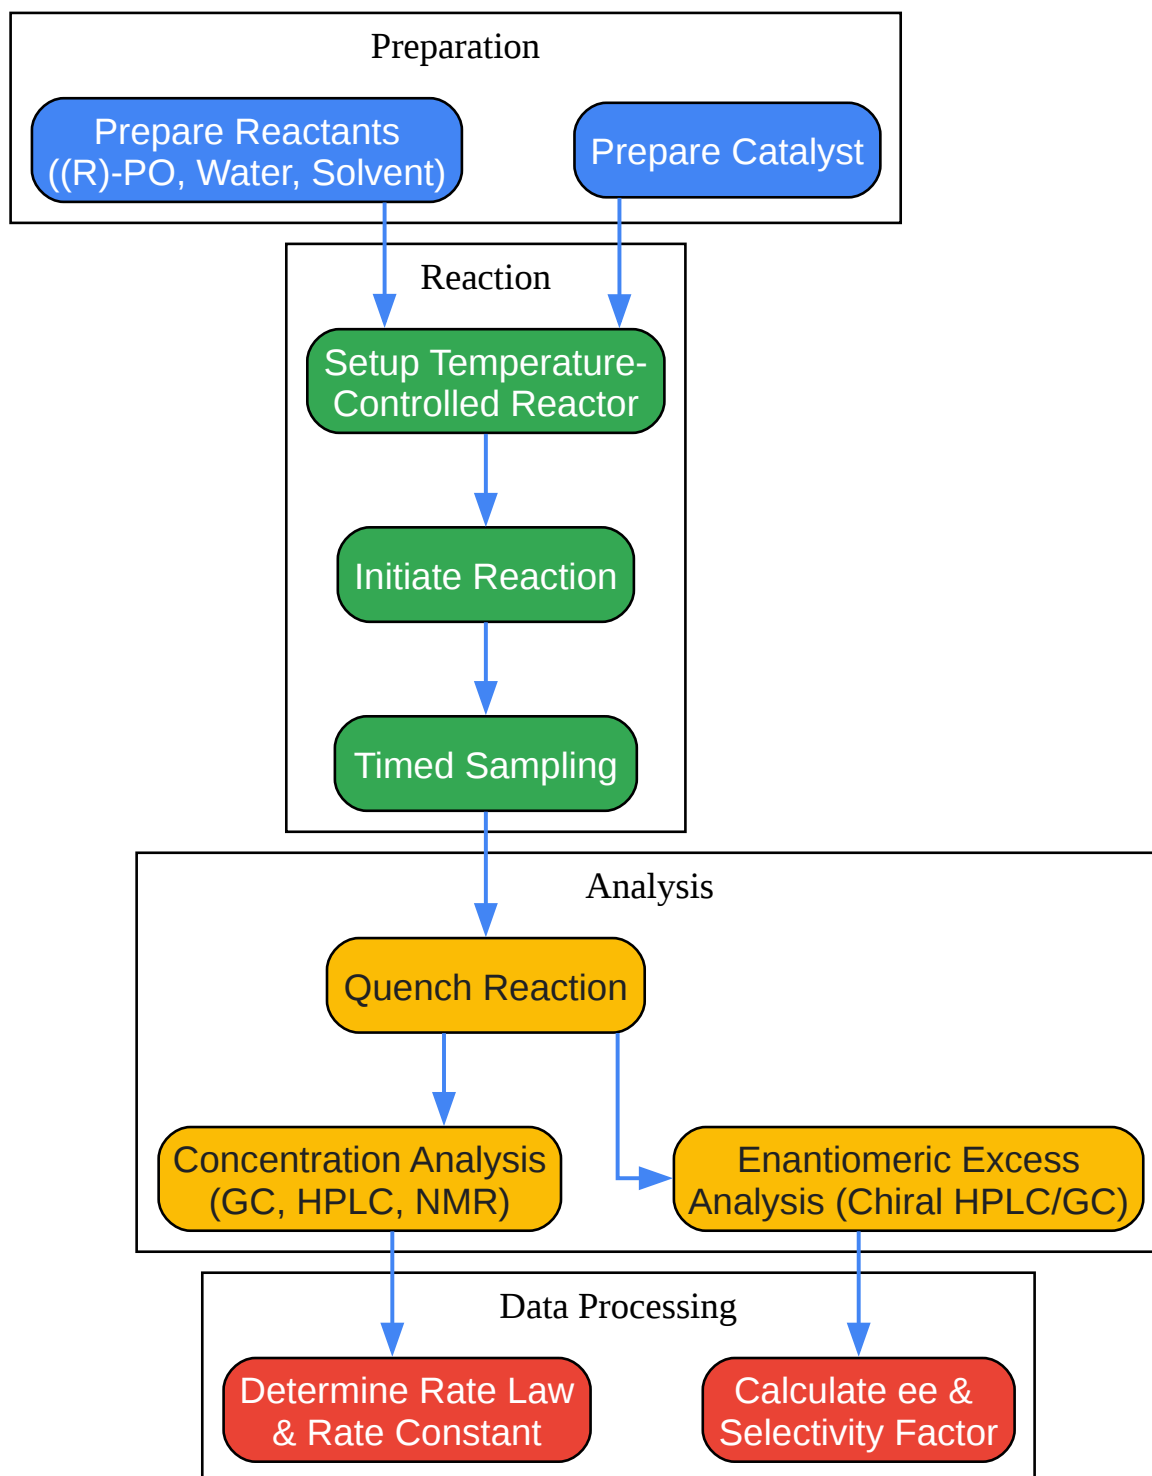 Preparation
Prepare Reactants
((R)-PO, Water, Solvent)
Prepare Catalyst
Reaction
Setup Temperature-
Controlled Reactor
Initiate Reaction
Timed Sampling
Analysis
Quench Reaction
Concentration Analysis
(GC, HPLC, NMR)
Enantiomeric Excess
Analysis (Chiral HPLC/GC)
Data Processing
Determine Rate Law
& Rate Constant
Calculate ee &
Selectivity Factor